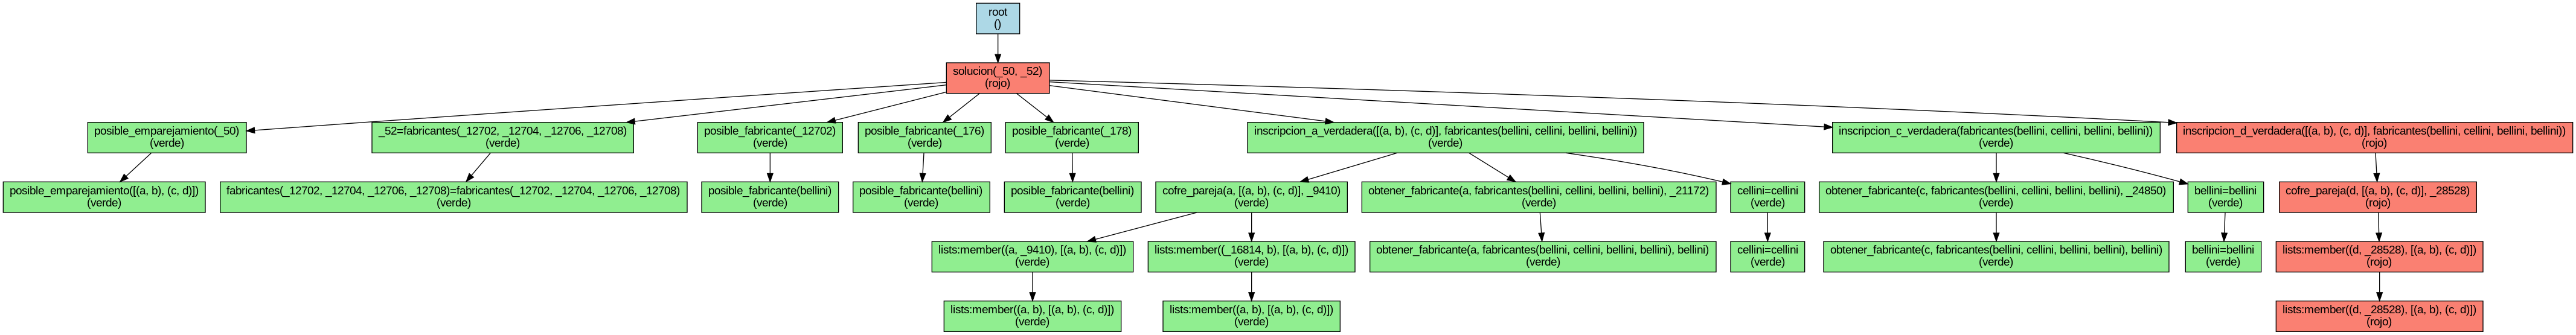 root
()
solucion(_50, _52)
(rojo)
posible_emparejamiento(_50)
(verde)
_52=fabricantes(_12702, _12704, _12706, _12708)
(verde)
posible_fabricante(_12702)
(verde)
posible_fabricante(_176)
(verde)
posible_fabricante(_178)
(verde)
inscripcion_a_verdadera([(a, b), (c, d)], fabricantes(bellini, cellini, bellini, bellini))
(verde)
inscripcion_c_verdadera(fabricantes(bellini, cellini, bellini, bellini))
(verde)
inscripcion_d_verdadera([(a, b), (c, d)], fabricantes(bellini, cellini, bellini, bellini))
(rojo)
posible_emparejamiento([(a, b), (c, d)])
(verde)
fabricantes(_12702, _12704, _12706, _12708)=fabricantes(_12702, _12704, _12706, _12708)
(verde)
posible_fabricante(bellini)
(verde)
posible_fabricante(bellini)
(verde)
posible_fabricante(bellini)
(verde)
cofre_pareja(a, [(a, b), (c, d)], _9410)
(verde)
obtener_fabricante(a, fabricantes(bellini, cellini, bellini, bellini), _21172)
(verde)
cellini=cellini
(verde)
obtener_fabricante(c, fabricantes(bellini, cellini, bellini, bellini), _24850)
(verde)
bellini=bellini
(verde)
cofre_pareja(d, [(a, b), (c, d)], _28528)
(rojo)
lists:member((a, _9410), [(a, b), (c, d)])
(verde)
lists:member((_16814, b), [(a, b), (c, d)])
(verde)
obtener_fabricante(a, fabricantes(bellini, cellini, bellini, bellini), bellini)
(verde)
cellini=cellini
(verde)
obtener_fabricante(c, fabricantes(bellini, cellini, bellini, bellini), bellini)
(verde)
bellini=bellini
(verde)
lists:member((d, _28528), [(a, b), (c, d)])
(rojo)
lists:member((a, b), [(a, b), (c, d)])
(verde)
lists:member((a, b), [(a, b), (c, d)])
(verde)
lists:member((d, _28528), [(a, b), (c, d)])
(rojo)